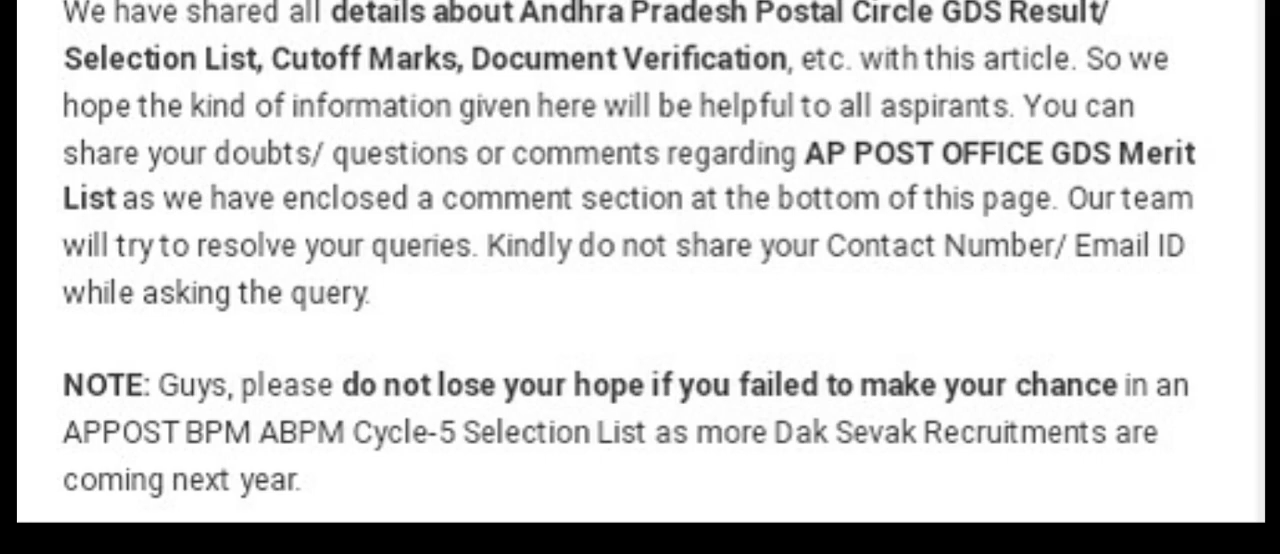 We have shared all details about Andhra Pradesh Postal Circle GDS Result/
Selection List, Cutoff Marks, Document Verification, etc. with this article. So we
hope the kind of information given here will be helpful to all aspirants. You can
share your doubts/ questions or comments regarding AP POST OFFICE GDS Merit
List as we have enclosed a comment section at the bottom of this page. Our team
will try to resolve your queries. Kindly do not share your Contact Number/ Email ID
while asking the query.
NOTE: Guys, please do not lose your hope if you failed to make your chance in an
APPOST BPM ABPM Cycle-5 Selection List as more Dak Sevak Recruitments are
coming next year.